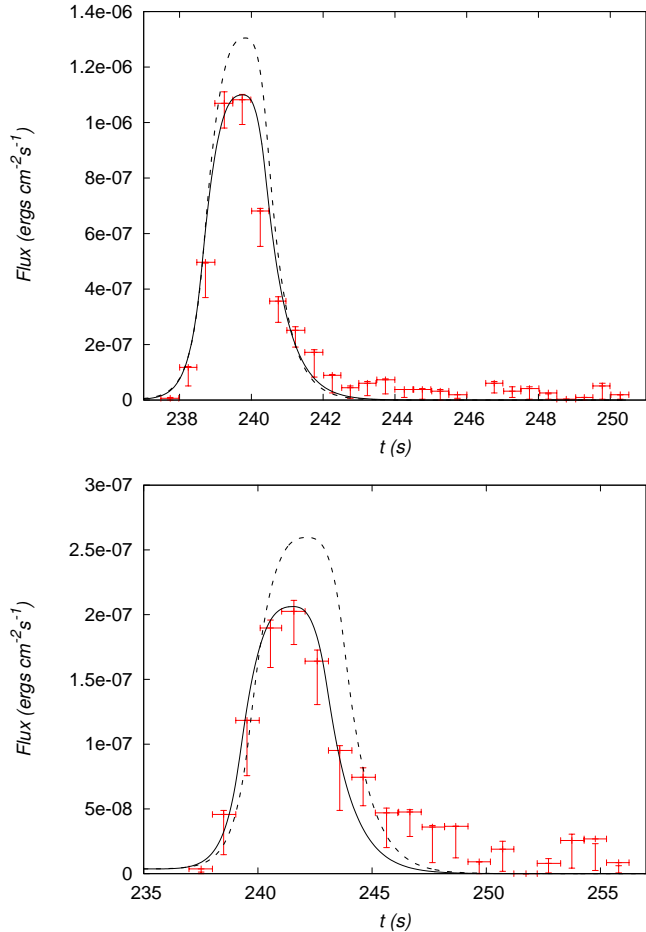 1.4e-06
1.2e-06
1e-06
8e-07
6e-07
4e-07
2e-07
0
Flux (ergs cm-2s-1)
238 240 242 244 246 248 250
t (s)
3e-07
2.5e-07
2e-07
1.5e-07
1e-07
5e-08
0
Flux (ergs cm-2s-1)
235 240 245 250 255
t (s)